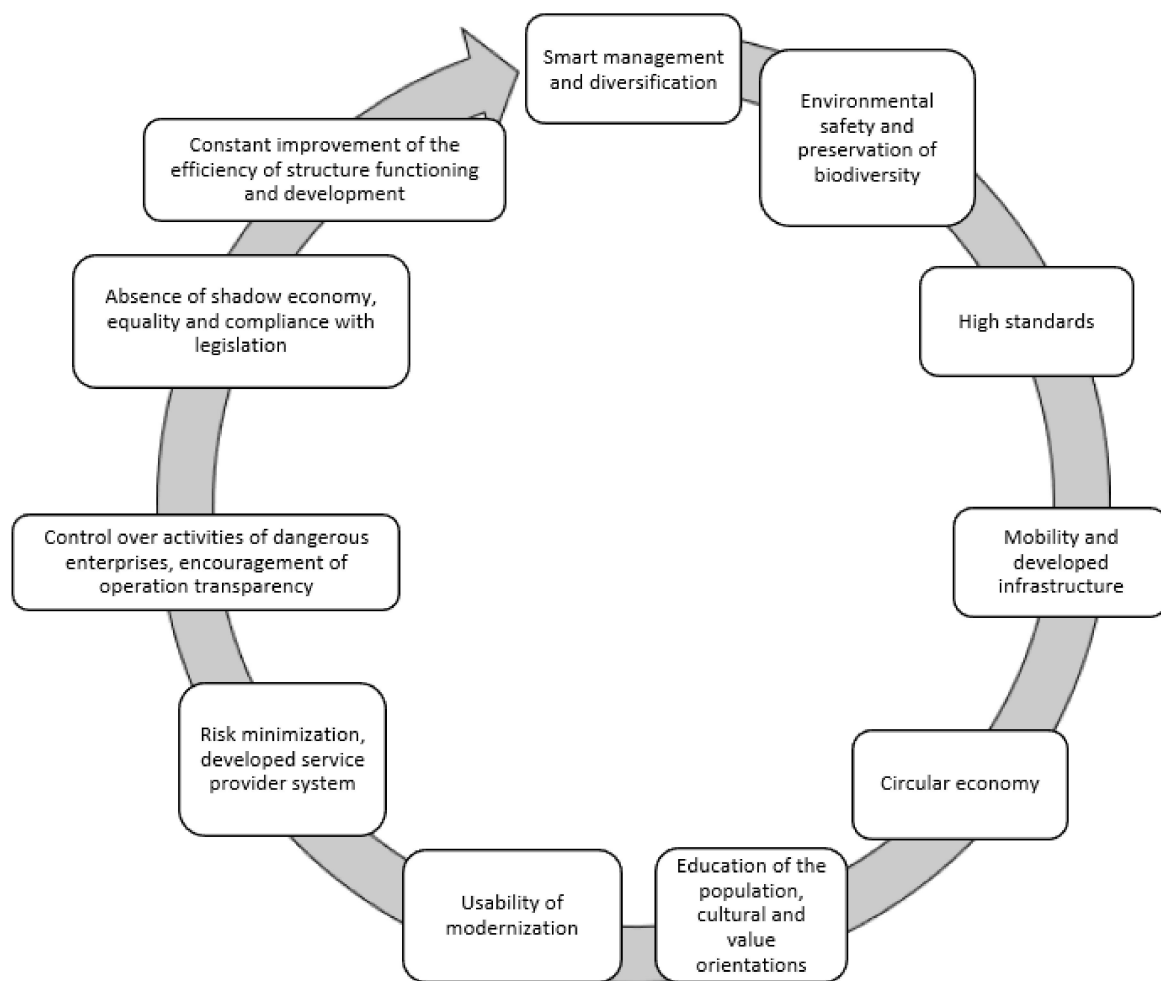 Smart management
and diversification
Environmental
safety and
preservation of
biodiversity
High standards
Mobility and
developed
infrastructure
Circular economy
Education of the
population,
cultural and
value
orientations
Usability of
modernization
Risk minimization,
developed service
provider system
Control over activities of dangerous
enterprises, encouragement of
operation transparency
Absence of shadow economy,
equality and compliance with
legislation
Constant improvement of the
efficiency of structure functioning
and development